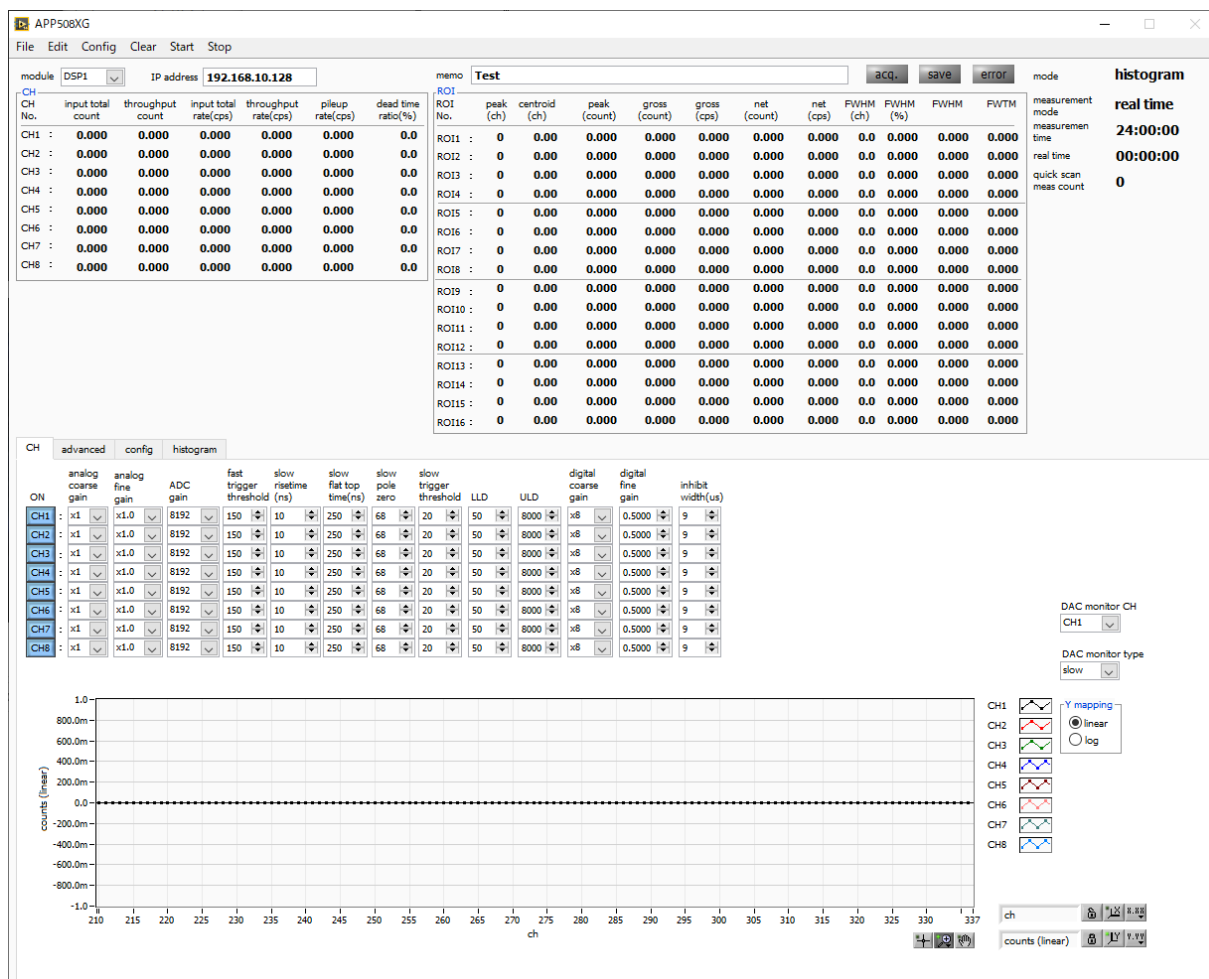 APP508XG
File Edit Config Clear Start Stop
module DSP1 IP address 192.168.10.128 memo Test acq. save error mode histogram
CH
CH No. input total count throughput count input total rate(cps) throughput rate(cps) pileup rate(cps) dead time ratio(%)
CH1 : 0.000 0.000 0.000 0.000 0.000 0.0
CH2 : 0.000 0.000 0.000 0.000 0.000 0.0
CH3 : 0.000 0.000 0.000 0.000 0.000 0.0
CH4 : 0.000 0.000 0.000 0.000 0.000 0.0
CH5 : 0.000 0.000 0.000 0.000 0.000 0.0
CH6 : 0.000 0.000 0.000 0.000 0.000 0.0
CH7 : 0.000 0.000 0.000 0.000 0.000 0.0
CH8 : 0.000 0.000 0.000 0.000 0.000 0.0
ROI
ROI No. peak (ch) centroid (ch) peak (count) gross (count) gross (cps) net (count) net (cps) FWHM (ch) FWHM (%) FWHM FWTM
ROI1 : 0 0.00 0.000 0.000 0.000 0.000 0.000 0.0 0.000 0.000 0.000
ROI2 : 0 0.00 0.000 0.000 0.000 0.000 0.000 0.0 0.000 0.000 0.000
ROI3 : 0 0.00 0.000 0.000 0.000 0.000 0.000 0.0 0.000 0.000 0.000
ROI4 : 0 0.00 0.000 0.000 0.000 0.000 0.000 0.0 0.000 0.000 0.000
ROI5 : 0 0.00 0.000 0.000 0.000 0.000 0.000 0.0 0.000 0.000 0.000
ROI6 : 0 0.00 0.000 0.000 0.000 0.000 0.000 0.0 0.000 0.000 0.000
ROI7 : 0 0.00 0.000 0.000 0.000 0.000 0.000 0.0 0.000 0.000 0.000
ROI8 : 0 0.00 0.000 0.000 0.000 0.000 0.000 0.0 0.000 0.000 0.000
ROI9 : 0 0.00 0.000 0.000 0.000 0.000 0.000 0.0 0.000 0.000 0.000
ROI10 : 0 0.00 0.000 0.000 0.000 0.000 0.000 0.0 0.000 0.000 0.000
ROI11 : 0 0.00 0.000 0.000 0.000 0.000 0.000 0.0 0.000 0.000 0.000
ROI12 : 0 0.00 0.000 0.000 0.000 0.000 0.000 0.0 0.000 0.000 0.000
ROI13 : 0 0.00 0.000 0.000 0.000 0.000 0.000 0.0 0.000 0.000 0.000
ROI14 : 0 0.00 0.000 0.000 0.000 0.000 0.000 0.0 0.000 0.000 0.000
ROI15 : 0 0.00 0.000 0.000 0.000 0.000 0.000 0.0 0.000 0.000 0.000
ROI16 : 0 0.00 0.000 0.000 0.000 0.000 0.000 0.0 0.000 0.000 0.000
measurement mode real time
measuremen time 24:00:00
real time 00:00:00
quick scan meas count 0
CH advanced config histogram
ON analog coarse gain analog fine gain ADC gain fast trigger threshold slow risetime (ns) slow flat top time(ns) slow pole zero slow trigger threshold LLD ULD digital coarse gain digital fine gain inhibit width(us)
CH1 : x1 x1.0 8192 150 10 250 68 20 50 8000 x8 0.5000 9
CH2 : x1 x1.0 8192 150 10 250 68 20 50 8000 x8 0.5000 9
CH3 : x1 x1.0 8192 150 10 250 68 20 50 8000 x8 0.5000 9
CH4 : x1 x1.0 8192 150 10 250 68 20 50 8000 x8 0.5000 9
CH5 : x1 x1.0 8192 150 10 250 68 20 50 8000 x8 0.5000 9
CH6 : x1 x1.0 8192 150 10 250 68 20 50 8000 x8 0.5000 9
CH7 : x1 x1.0 8192 150 10 250 68 20 50 8000 x8 0.5000 9
CH8 : x1 x1.0 8192 150 10 250 68 20 50 8000 x8 0.5000 9
DAC monitor CH
CH1
DAC monitor type
slow
counts (linear)
1.0
800.0m
600.0m
400.0m
200.0m
0.0
-200.0m
-400.0m
-600.0m
-800.0m
-1.0
210 215 220 225 230 235 240 245 250 255 260 265 270 275 280 285 290 295 300 305 310 315 320 325 330 337
ch
CH1
CH2
CH3
CH4
CH5
CH6
CH7
CH8
Y mapping
linear
log
ch
counts (linear)